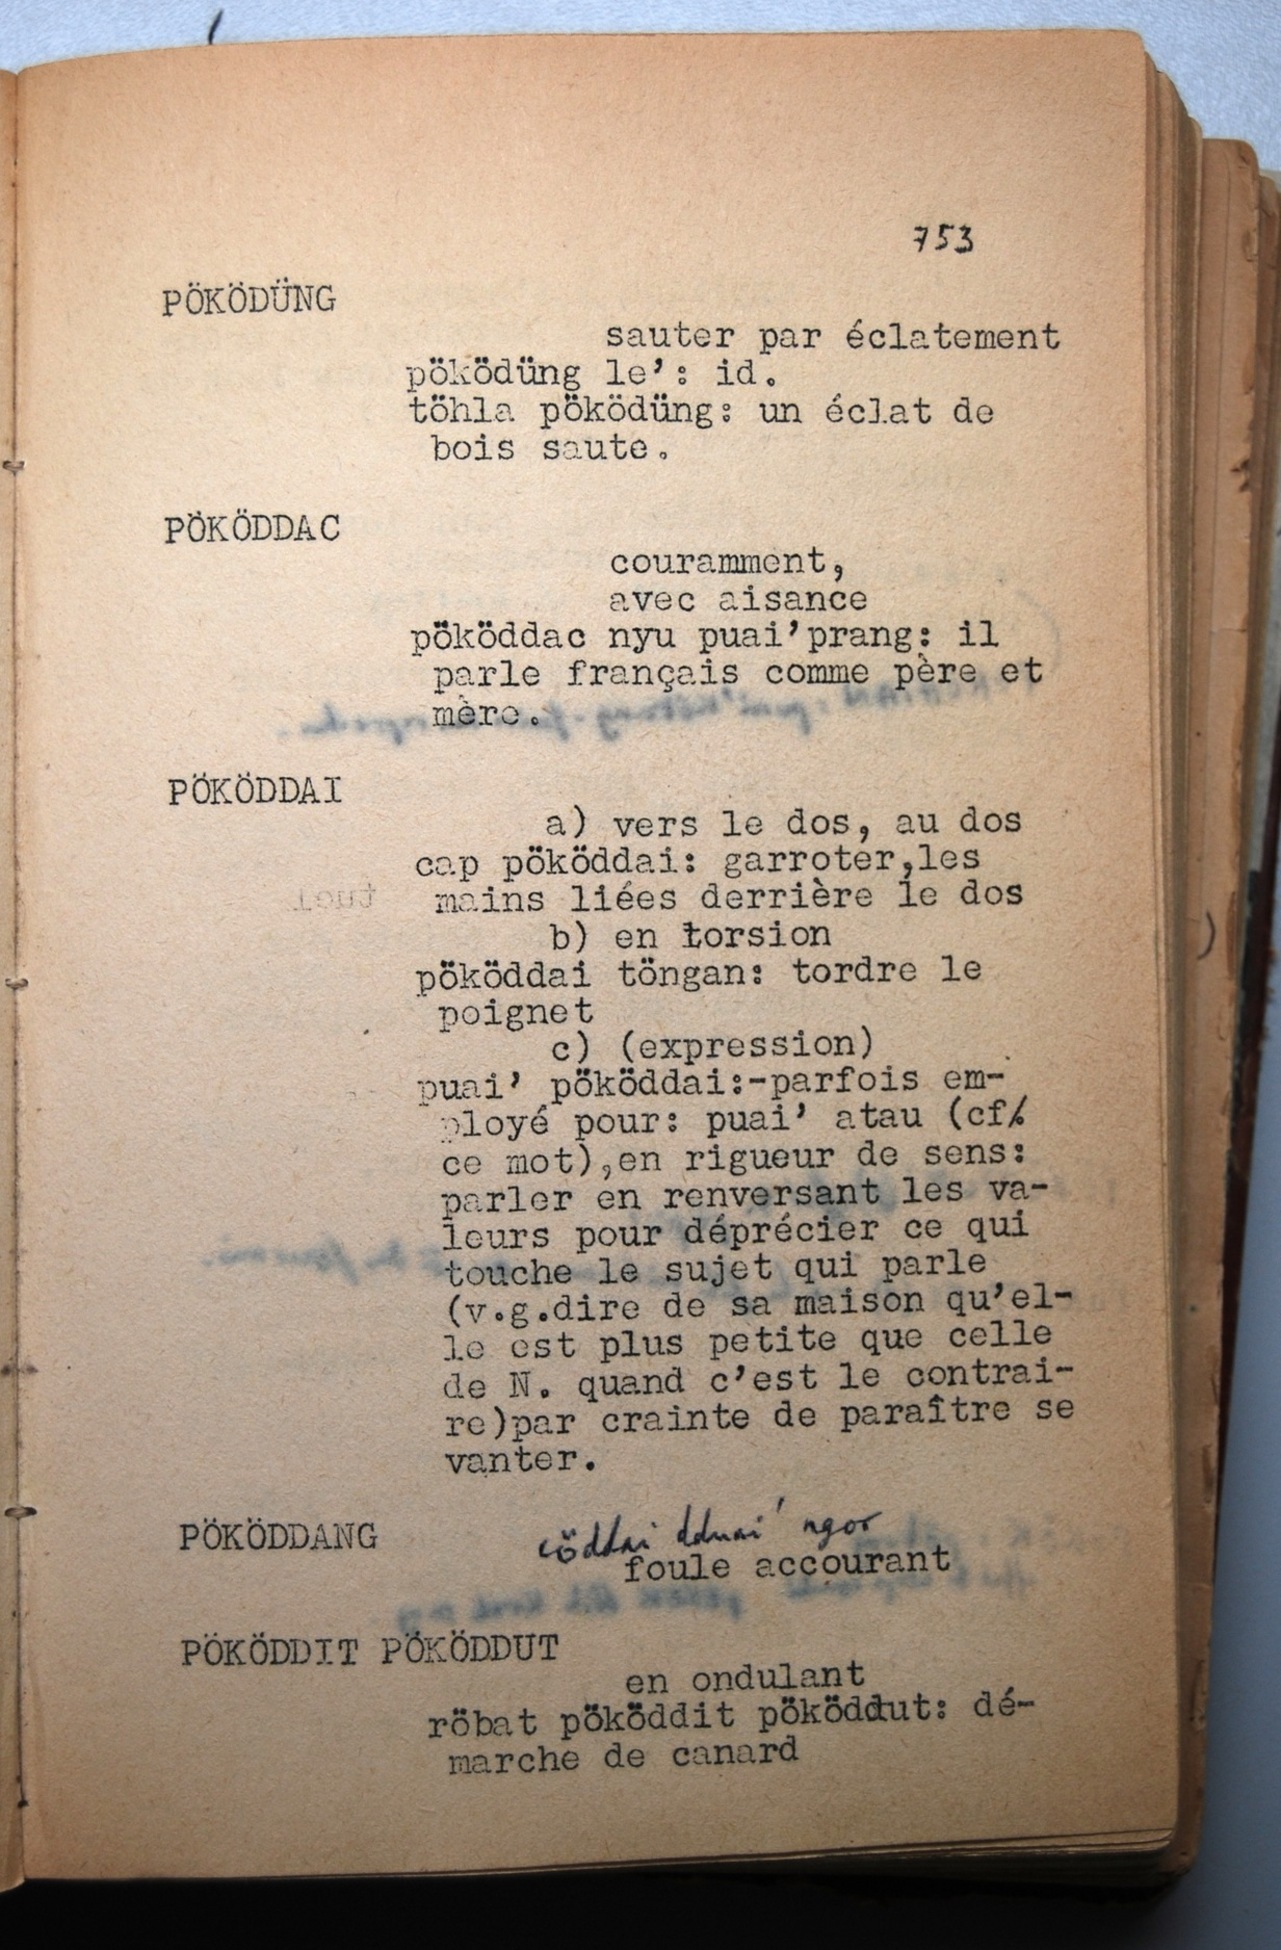 753
PÖKÖDÜNG
sauter par éclatement
pöködüng le': id.
töhla pöködüng: un éclat de
bois saute.
PÖKÖDDAC
couramment,
avec aisance
pököddac nyu puai'prang: il
parle français comme père et
mère.
PÖKÖDDAI
a) vers le dos, au dos
cap pököddai: garroter,les
mains liées derrière le dos
b) en torsion
pököddai töngan: tordre le
poignet
c) (expression)
puai' pököddai:-parfois em-
ployé pour: puai' atau (cf.
ce mot),en rigueur de sens:
parler en renversant les va-
leurs pour déprécier ce qui
touche le sujet qui parle
(v.g.dire de sa maison qu'el-
le est plus petite que celle
de N. quand c'est le contrai-
re)par crainte de paraître se
vanter.
PÖKÖDDANG
cöddai dduai' ngor
foule accourant
PÖKÖDDIT PÖKÖDDUT
en ondulant
röbat pököddit pököddut: dé-
marche de canard